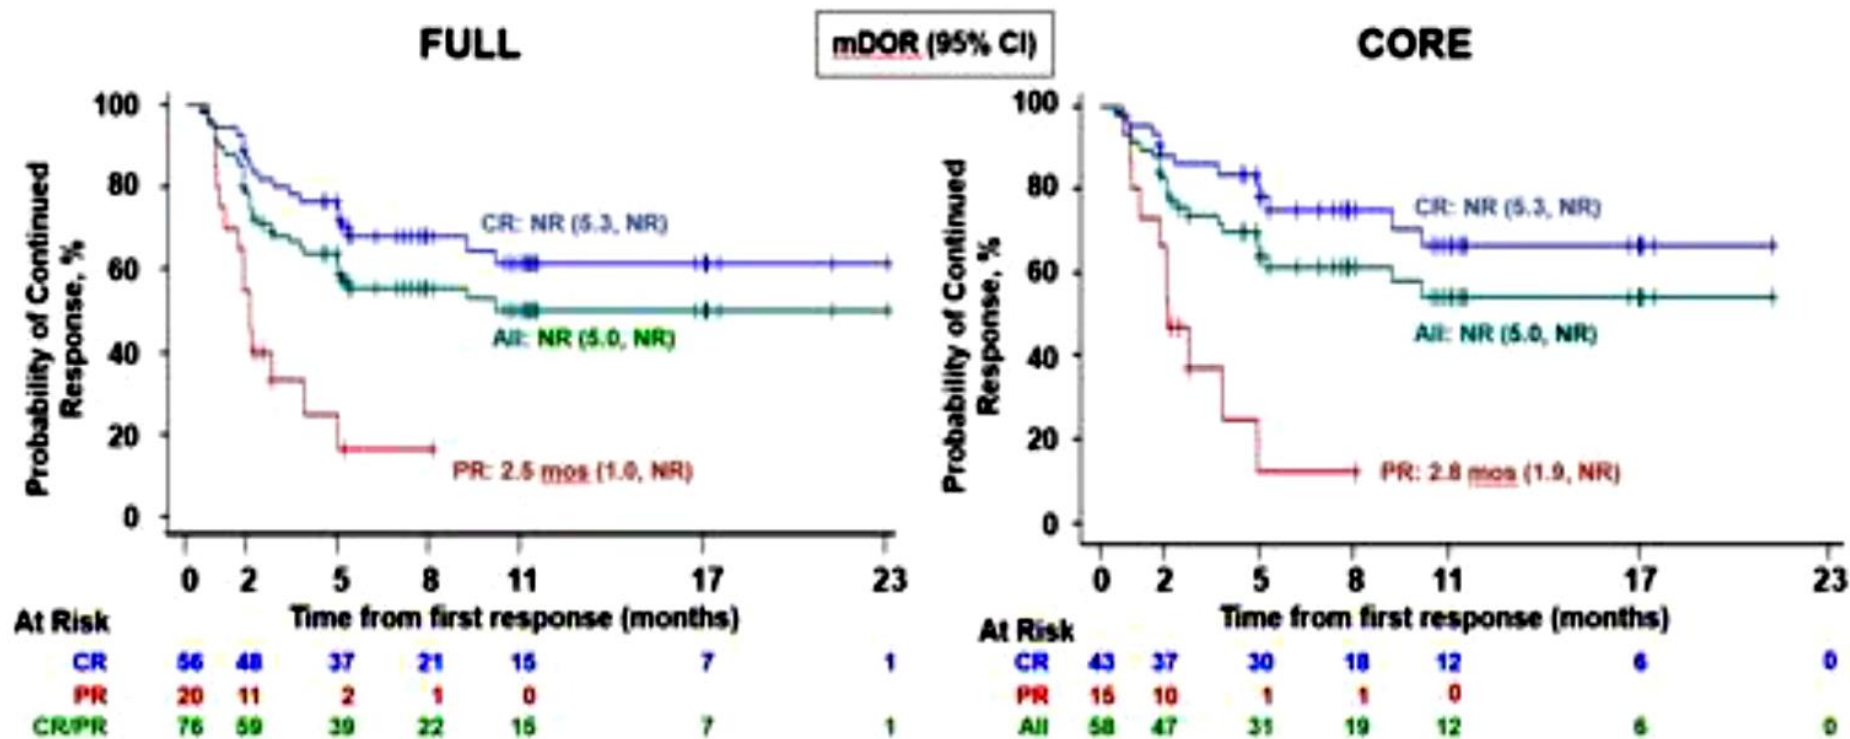 FULL
mDOR (95% CI)
CORE
Probability of Continued
Response, %
100
80
60
40
20
0
CR: NR (5.3, NR)
All: NR (5.0, NR)
PR: 2.5 mos (1.0, NR)
0 2 5 8 11 17 23
Time from first response (months)
At Risk
CR 56 48 37 21 15 7 1
PR 20 11 2 1 0
CR/PR 76 59 39 22 15 7 1
Probability of Continued
Response, %
100
80
60
40
20
0
CR: NR (5.3, NR)
All: NR (5.0, NR)
PR: 2.8 mos (1.9, NR)
0 2 5 8 11 17 23
Time from first response (months)
At Risk
CR 43 37 30 18 12 6 0
PR 15 10 1 1 0
All 58 47 31 19 12 6 0